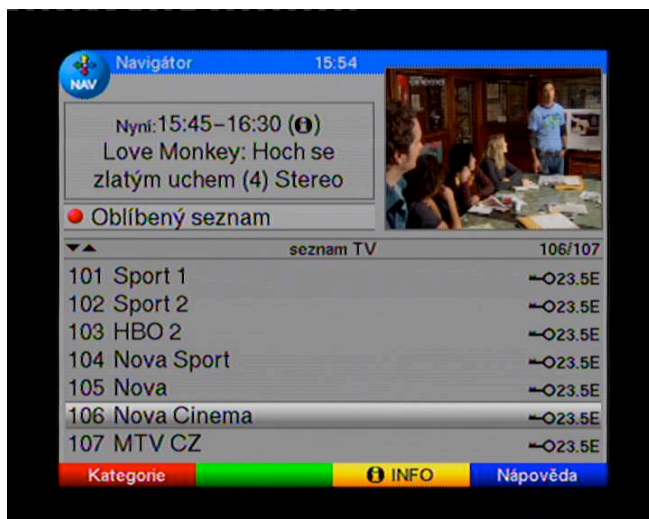 Navigátor 15:54
NAV
Nyní:15:45–16:30 (i)
Love Monkey: Hoch se
zlatým uchem (4) Stereo
Oblíbený seznam
seznam TV 106/107
101 Sport 1 23.5E
102 Sport 2 23.5E
103 HBO 2 23.5E
104 Nova Sport 23.5E
105 Nova 23.5E
106 Nova Cinema 23.5E
107 MTV CZ 23.5E
Kategorie i INFO Nápověda